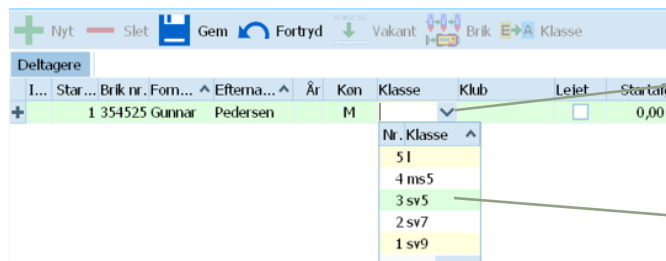 Nyt Slet Gem Fortryd Vakant Brik E→A Klasse
Deltagere
I... Star... Brik nr. Forn... Efterna... År Køn Klasse Klub Lejet
1 354525 Gunnar Pedersen M 0,00
Nr. Klasse
5 l
4 ms5
3 sv5
2 sv7
1 sv9